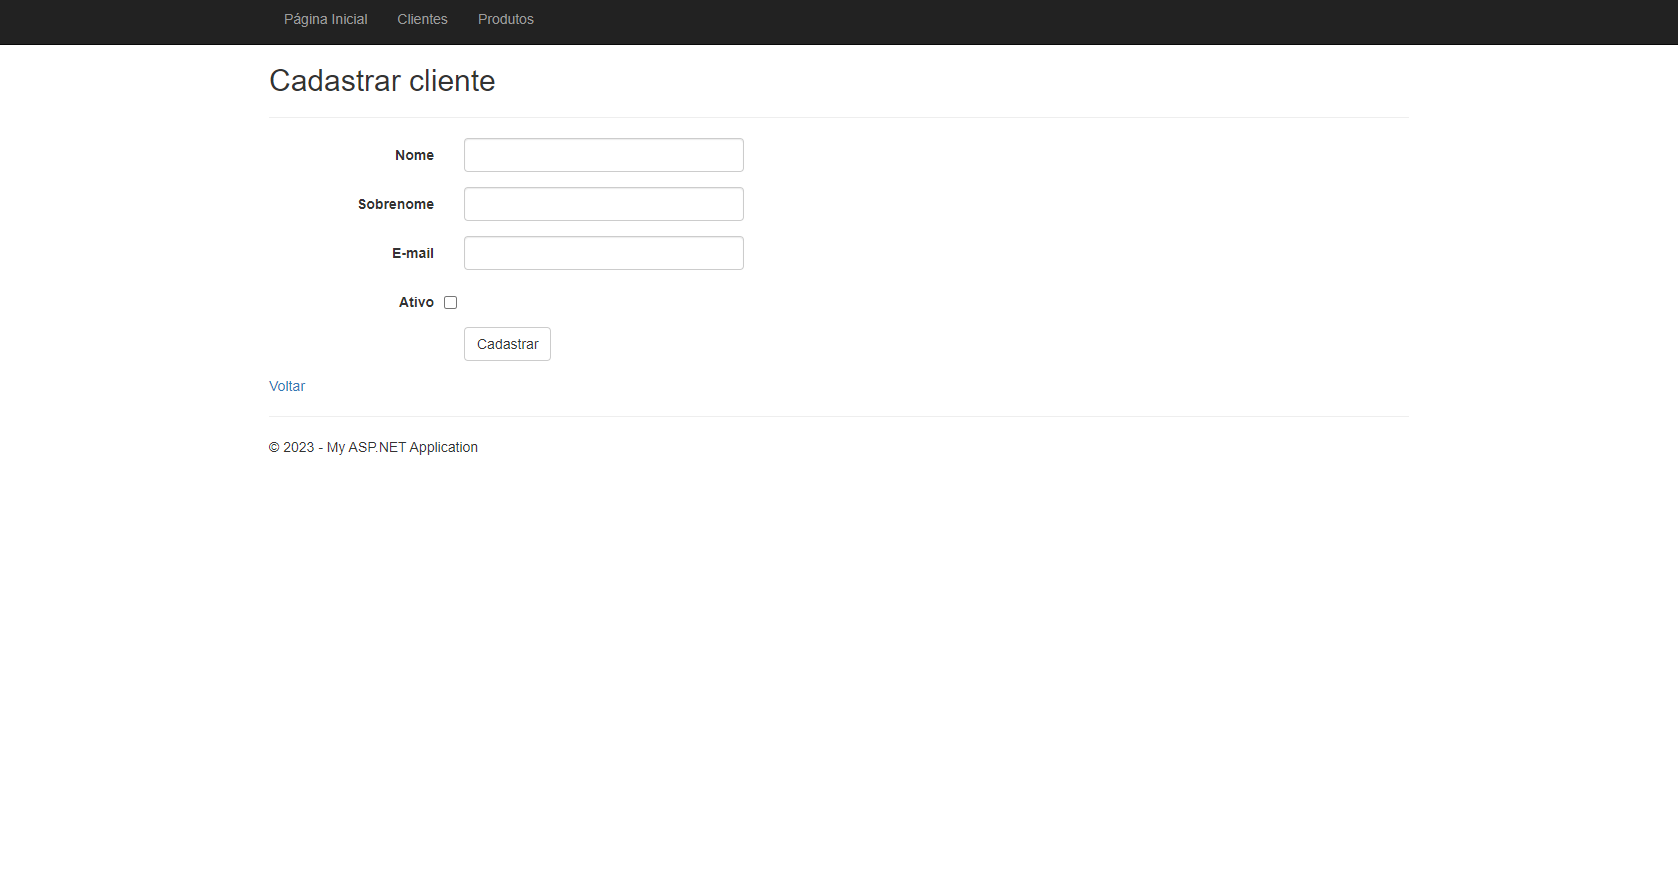 Página Inicial Clientes Produtos
Cadastrar cliente
Nome
Sobrenome
E-mail
Ativo
Cadastrar
Voltar
© 2023 - My ASP.NET Application